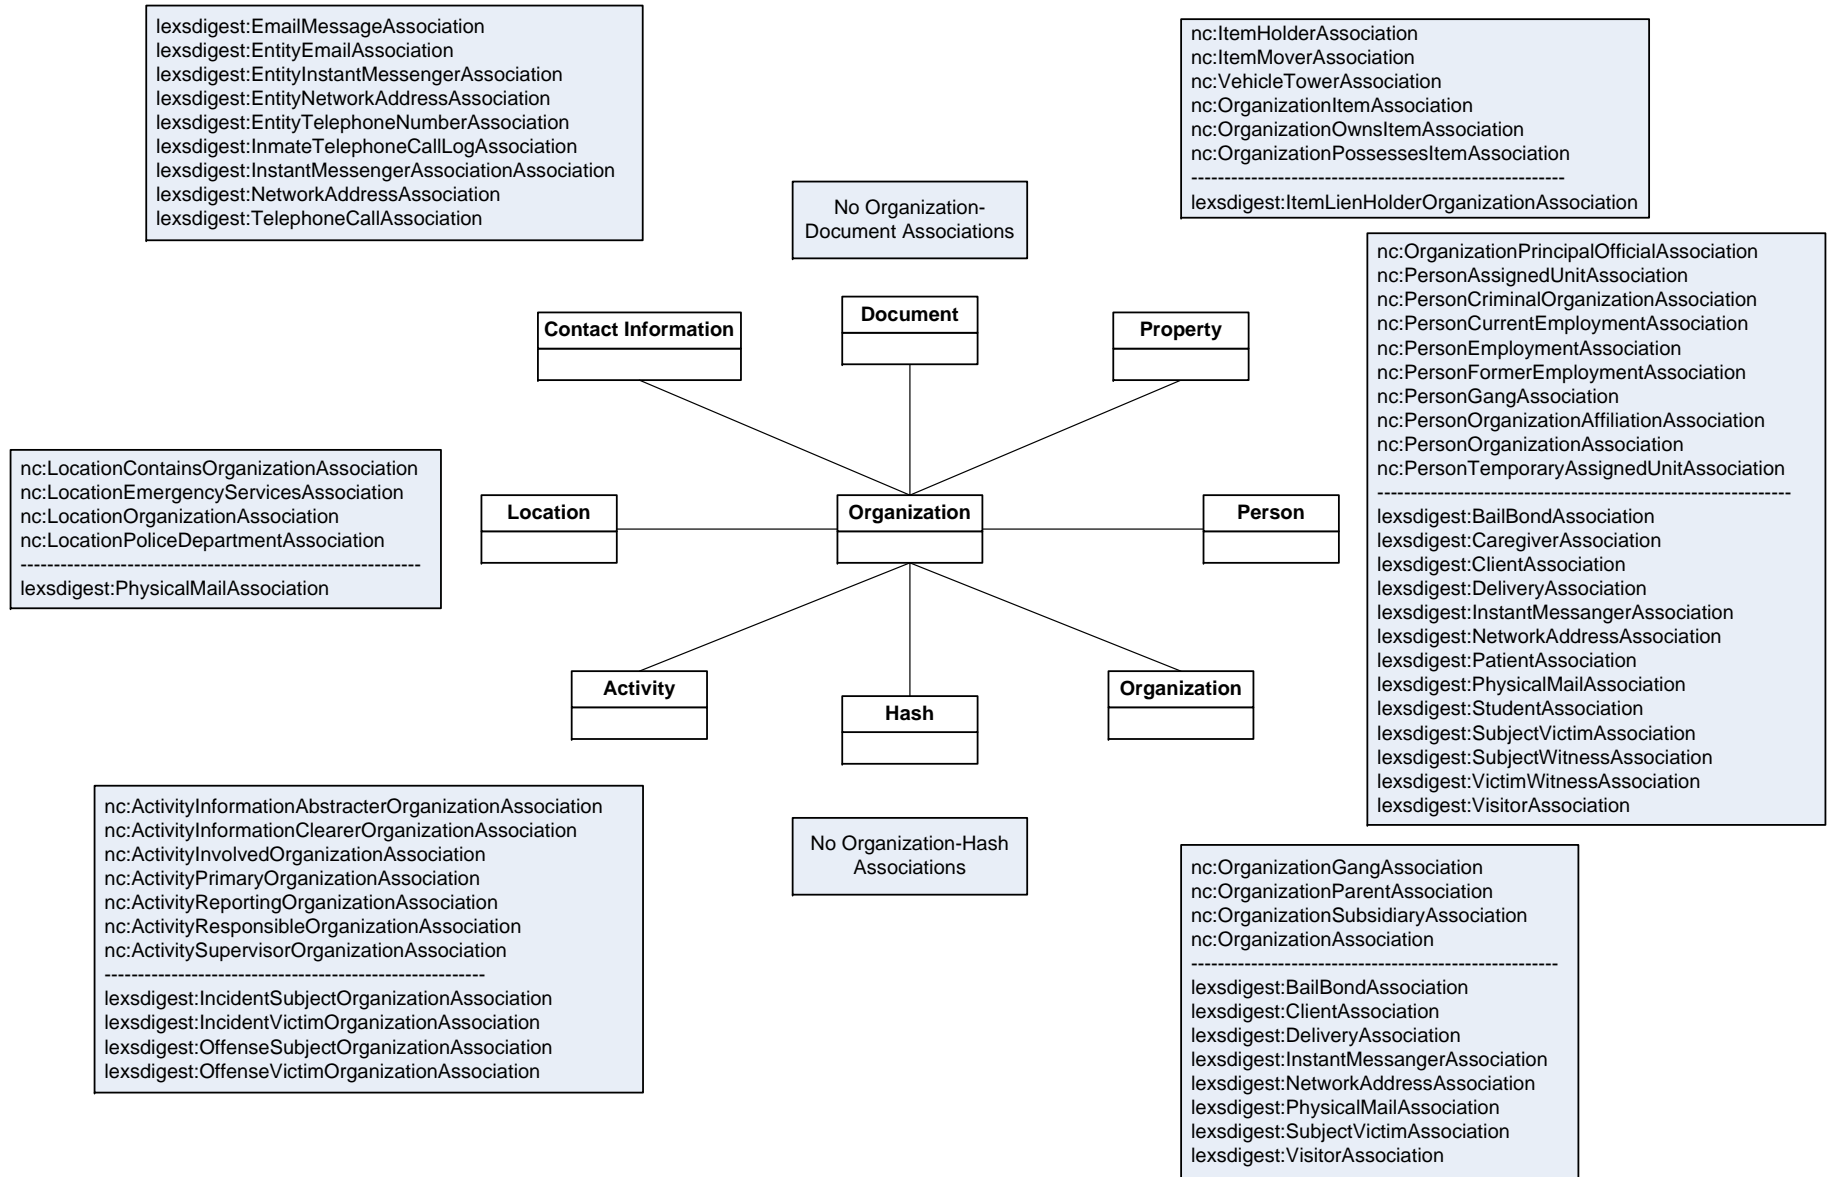 lexsdigest:EmailMessageAssociation
lexsdigest:EntityEmailAssociation
lexsdigest:EntityInstantMessengerAssociation
lexsdigest:EntityNetworkAddressAssociation
lexsdigest:EntityTelephoneNumberAssociation
lexsdigest:InmateTelephoneCallLogAssociation
lexsdigest:InstantMessengerAssociationAssociation
lexsdigest:NetworkAddressAssociation
lexsdigest:TelephoneCallAssociation
No Organization-
Document Associations
nc:ItemHolderAssociation
nc:ItemMoverAssociation
nc:VehicleTowerAssociation
nc:OrganizationItemAssociation
nc:OrganizationOwnsItemAssociation
nc:OrganizationPossessesItemAssociation
--------------------------------------------------------
lexsdigest:ItemLienHolderOrganizationAssociation
Contact Information
Document
Property
nc:OrganizationPrincipalOfficialAssociation
nc:PersonAssignedUnitAssociation
nc:PersonCriminalOrganizationAssociation
nc:PersonCurrentEmploymentAssociation
nc:PersonEmploymentAssociation
nc:PersonFormerEmploymentAssociation
nc:PersonGangAssociation
nc:PersonOrganizationAffiliationAssociation
nc:PersonOrganizationAssociation
nc:PersonTemporaryAssignedUnitAssociation
--------------------------------------------------------------
lexsdigest:BailBondAssociation
lexsdigest:CaregiverAssociation
lexsdigest:ClientAssociation
lexsdigest:DeliveryAssociation
lexsdigest:InstantMessangerAssociation
lexsdigest:NetworkAddressAssociation
lexsdigest:PatientAssociation
lexsdigest:PhysicalMailAssociation
lexsdigest:StudentAssociation
lexsdigest:SubjectVictimAssociation
lexsdigest:SubjectWitnessAssociation
lexsdigest:VictimWitnessAssociation
lexsdigest:VisitorAssociation
nc:LocationContainsOrganizationAssociation
nc:LocationEmergencyServicesAssociation
nc:LocationOrganizationAssociation
nc:LocationPoliceDepartmentAssociation
------------------------------------------------------------
lexsdigest:PhysicalMailAssociation
Location
Organization
Person
Activity
Hash
Organization
nc:ActivityInformationAbstracterOrganizationAssociation
nc:ActivityInformationClearerOrganizationAssociation
nc:ActivityInvolvedOrganizationAssociation
nc:ActivityPrimaryOrganizationAssociation
nc:ActivityReportingOrganizationAssociation
nc:ActivityResponsibleOrganizationAssociation
nc:ActivitySupervisorOrganizationAssociation
---------------------------------------------------------
lexsdigest:IncidentSubjectOrganizationAssociation
lexsdigest:IncidentVictimOrganizationAssociation
lexsdigest:OffenseSubjectOrganizationAssociation
lexsdigest:OffenseVictimOrganizationAssociation
No Organization-Hash
Associations
nc:OrganizationGangAssociation
nc:OrganizationParentAssociation
nc:OrganizationSubsidiaryAssociation
nc:OrganizationAssociation
-------------------------------------------------------
lexsdigest:BailBondAssociation
lexsdigest:ClientAssociation
lexsdigest:DeliveryAssociation
lexsdigest:InstantMessangerAssociation
lexsdigest:NetworkAddressAssociation
lexsdigest:PhysicalMailAssociation
lexsdigest:SubjectVictimAssociation
lexsdigest:VisitorAssociation